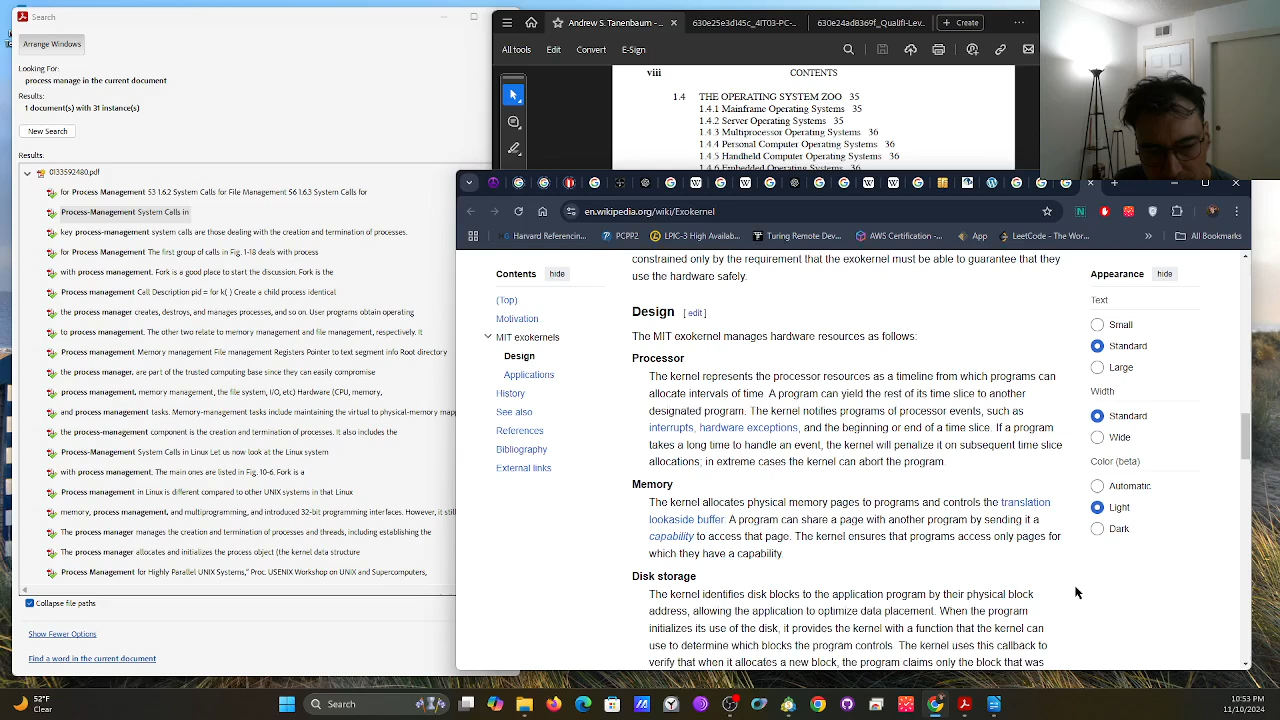 Search
Arrange Windows
Looking For:
process manage in the current document
Results:
1 document(s) with 31 instance(s)
New Search
Results:
0133592480.pdf
for Process Management 53 1.6.2 System Calls for File Management 56 1.6.3 System Calls for
Process-Management System Calls in
key process-management system calls are those dealing with the creation and termination of processes.
for Process Management The first group of calls in Fig. 1-18 deals with process
with process management. Fork is a good place to start the discussion. Fork is the
Process management Call Description pid = for k( ) Create a child process identical
the process manager creates, destroys, and manages processes, and so on. User programs obtain operating
to process management. The other two relate to memory management and file management, respectively. It
Process management Memory management File management Registers Pointer to text segment info Root directory
the process manager, are part of the trusted computing base since they can easily compromise
process management, memory management, the file system, I/O, etc) Hardware (CPU, memory,
and process management tasks. Memory-management tasks include maintaining the virtual to physical-memory mapp
the process-management component is the creation and termination of processes. It also includes the
Process-Management System Calls in Linux Let us now look at the Linux system
with process management. The main ones are listed in Fig. 10-6. Fork is a
Process management in Linux is different compared to other UNIX systems in that Linux
memory, process management, and multiprogramming, and introduced 32-bit programming interfaces. However, it still
The process manager manages the creation and termination of processes and threads, including establishing the
The process manager allocates and initializes the process object (the kernel data structure
Process Management for Highly Parallel UNIX Systems," Proc. USENIX Workshop on UNIX and Supercomputers,
Collapse file paths
Show Fewer Options
Find a word in the current document
Andrew S.Tanenbaum - ...
630e25e3d145c_4IT03-PC-...
630e24ad8369f_Qualifi-Lev...
Create
All tools
Edit
Convert
E-Sign
viii
CONTENTS
1.4 THE OPERATING SYSTEM ZOO 35
1.4.1 Mainframe Operating Systems 35
1.4.2 Server Operating Systems 35
1.4.3 Multiprocessor Operating Systems 36
1.4.4 Personal Computer Operating Systems 36
1.4.5 Handheld Computer Operating Systems 36
1.4.6 Embedded Operating Systems 36
en.wikipedia.org/wiki/Exokernel
Harvard Referencin...
PCPP2
LPIC-3 High Availab...
Turing Remote Dev...
AWS Certification -...
App
LeetCode - The Wor...
All Bookmarks
Contents
hide
(Top)
Motivation
MIT exokernels
Design
Applications
History
See also
References
Bibliography
External links
constrained only by the requirement that the exokernel must be able to guarantee that they
use the hardware safely.
Design [ edit ]
The MIT exokernel manages hardware resources as follows:
Processor
The kernel represents the processor resources as a timeline from which programs can
allocate intervals of time. A program can yield the rest of its time slice to another
designated program. The kernel notifies programs of processor events, such as
interrupts, hardware exceptions, and the beginning or end of a time slice. If a program
takes a long time to handle an event, the kernel will penalize it on subsequent time slice
allocations; in extreme cases the kernel can abort the program.
Memory
The kernel allocates physical memory pages to programs and controls the translation
lookaside buffer. A program can share a page with another program by sending it a
capability to access that page. The kernel ensures that programs access only pages for
which they have a capability.
Disk storage
The kernel identifies disk blocks to the application program by their physical block
address, allowing the application to optimize data placement. When the program
initializes its use of the disk, it provides the kernel with a function that the kernel can
use to determine which blocks the program controls. The kernel uses this callback to
verify that when it allocates a new block, the program claims only the block that was
Appearance
hide
Text
Small
Standard
Large
Width
Standard
Wide
Color (beta)
Automatic
Light
Dark
52°F
Clear
Search
10:53 PM
11/10/2024